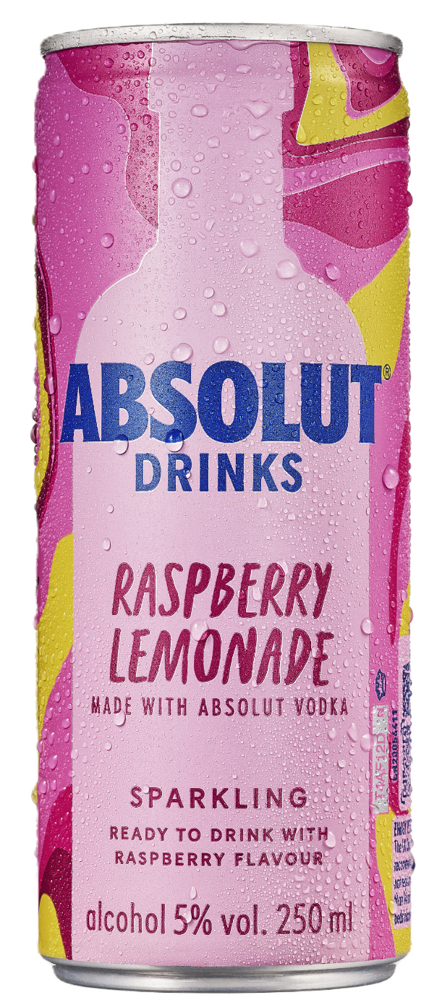 ABSOLUT®
DRINKS
RASPBERRY
LEMONADE
MADE WITH ABSOLUT VODKA
SPARKLING
READY TO DRINK WITH
RASPBERRY FLAVOUR
alcohol 5% vol. 250 ml